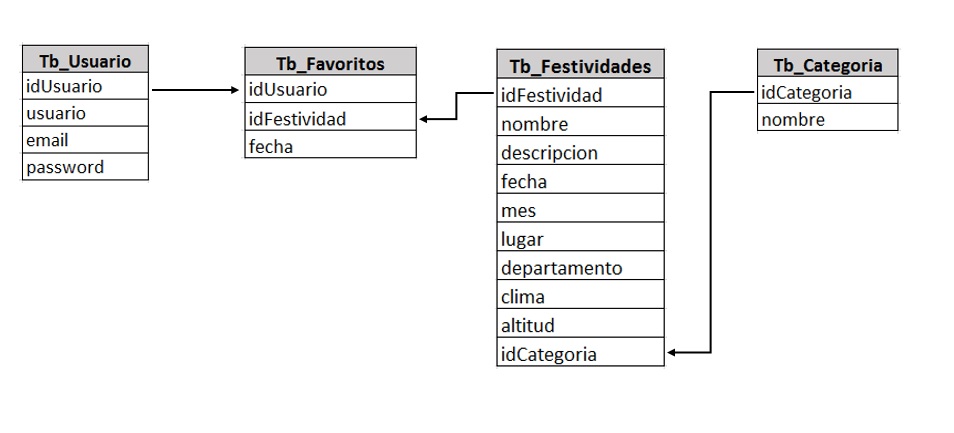 Tb_Usuario
idUsuario
usuario
email
password
Tb_Favoritos
idUsuario
idFestividad
fecha
Tb_Festividades
idFestividad
nombre
descripcion
fecha
mes
lugar
departamento
clima
altitud
idCategoria
Tb_Categoria
idCategoria
nombre